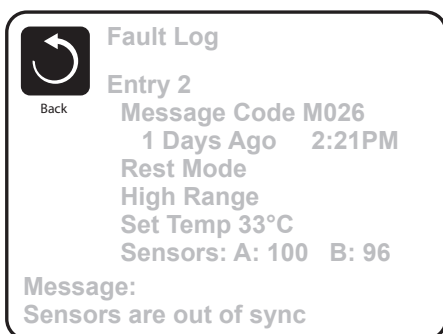 Fault Log
Back
Entry 2
Message Code M026
1 Days Ago 2:21PM
Rest Mode
High Range
Set Temp 33°C
Sensors: A: 100 B: 96
Message:
Sensors are out of sync